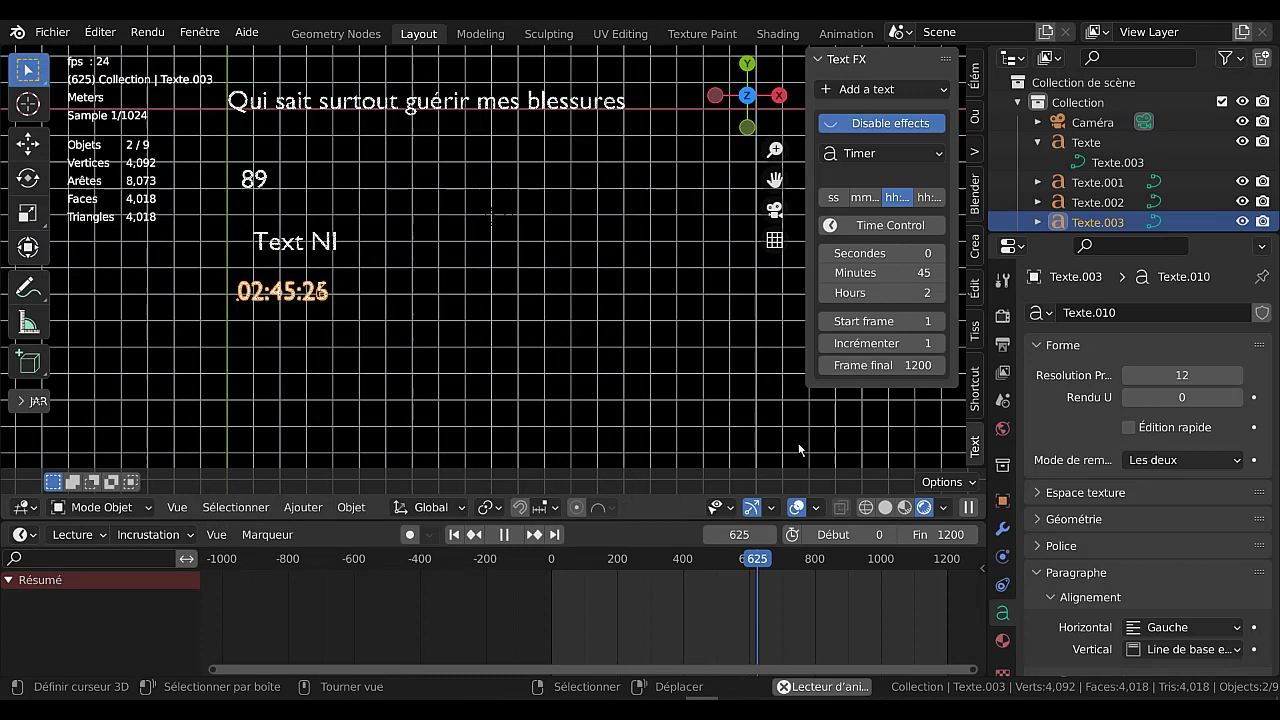 Fichier Éditer Rendu Fenêtre Aide Geometry Nodes Layout Modeling Sculpting UV Editing Texture Paint Shading Animation Scene View Layer
fps : 24
(625) Collection | Texte.003
Meters
Sample 1/1024
Objets 2 / 9
Vertices 4,092
Arêtes 8,073
Faces 4,018
Triangles 4,018
JAR
Qui sait surtout guérir mes blessures
89
Text NI
02:45:26
Y
Z
X
Text FX
Add a text
Disable effects
Timer
ss mm... hh:... hh:...
Time Control
Secondes 0
Minutes 45
Hours 2
Start frame 1
Incrémenter 1
Frame final 1200
Élém
Ou
V
Blender
Crea
Édit
Tiss
Shortcut
Text
Options
Mode Objet Vue Sélectionner Ajouter Objet Global
Lecture Incrustation Vue Marqueur 625 Début 0 Fin 1200
-1000 -800 -600 -400 -200 0 200 400 625 800 1000 1200
Résumé
Collection de scène
Collection
Caméra
Texte
Texte.003
Texte.001
Texte.002
Texte.003
Texte.003 Texte.010
Texte.010
Forme
Resolution Pr... 12
Rendu U 0
Édition rapide
Mode de rem... Les deux
Espace texture
Géométrie
Police
Paragraphe
Alignement
Horizontal Gauche
Vertical Line de base e...
Définir curseur 3D Sélectionner par boîte Tourner vue Sélectionner Déplacer Lecteur d'ani... Collection | Texte.003 | Verts:4,092 | Faces:4,018 | Tris:4,018 | Objects:2/9